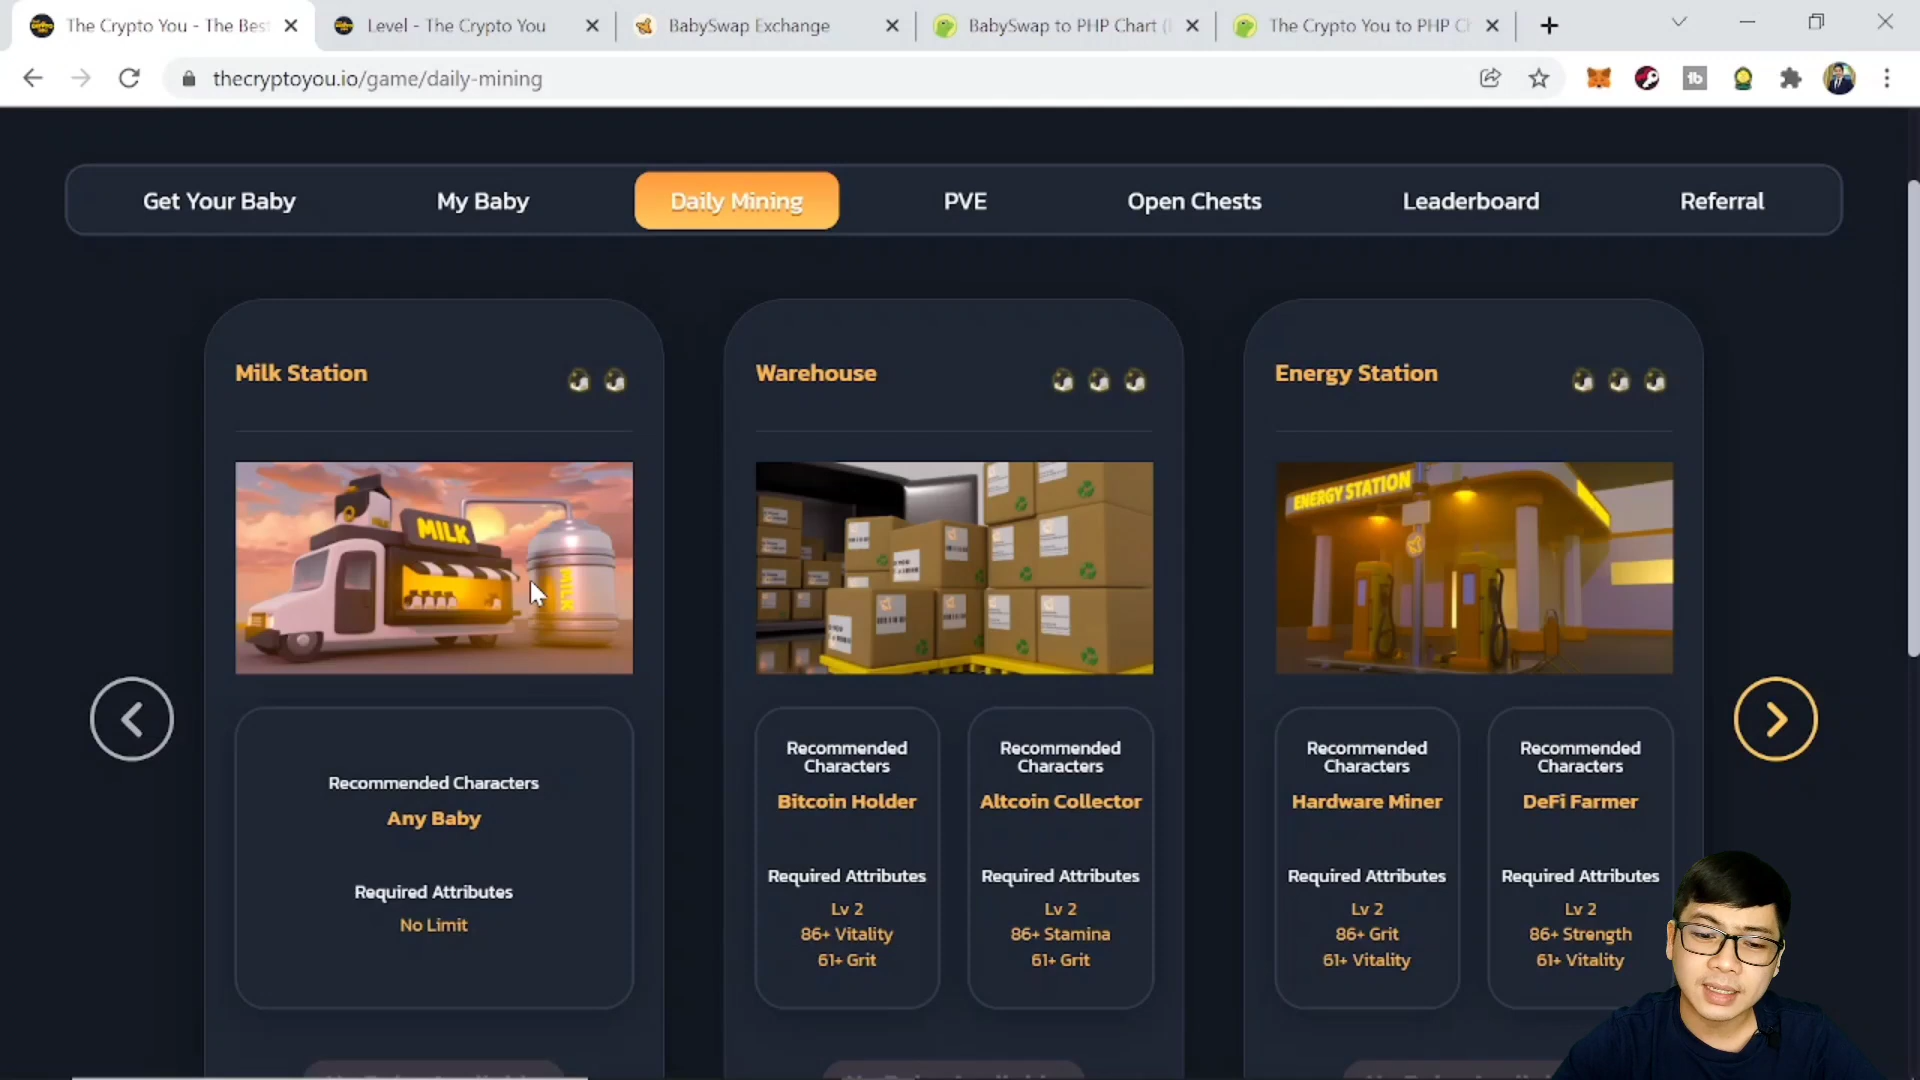 The Crypto You - The Best
Level - The Crypto You
BabySwap Exchange
BabySwap to PHP Chart (
The Crypto You to PHP C
thecryptoyou.io/game/daily-mining
Get Your Baby
My Baby
Daily Mining
PVE
Open Chests
Leaderboard
Referral
Milk Station
Warehouse
Energy Station
MILK
MILK
ENERGY STATION
Recommended Characters
Any Baby
Required Attributes
No Limit
Recommended
Characters
Bitcoin Holder
Required Attributes
Lv 2
86+ Vitality
61+ Grit
Recommended
Characters
Altcoin Collector
Required Attributes
Lv 2
86+ Stamina
61+ Grit
Recommended
Characters
Hardware Miner
Required Attributes
Lv 2
86+ Grit
61+ Vitality
Recommended
Characters
DeFi Farmer
Required Attributes
Lv 2
86+ Strength
61+ Vitality